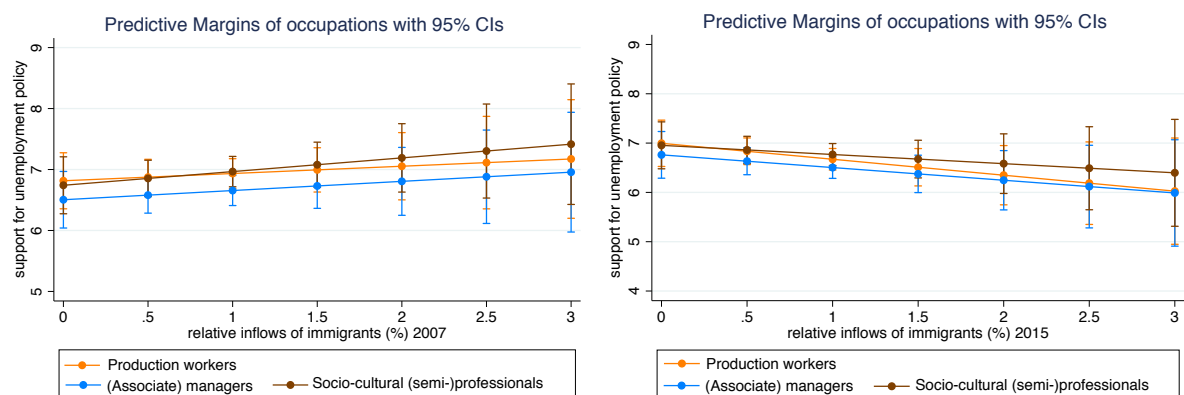 Predictive Margins of occupations with 95% CIs
support for unemployment policy
9
8
7
6
5
0 .5 1 1.5 2 2.5 3
relative inflows of immigrants (%) 2007
Production workers
(Associate) managers Socio-cultural (semi-)professionals
Predictive Margins of occupations with 95% CIs
support for unemployment policy
9
8
7
6
5
4
0 .5 1 1.5 2 2.5 3
relative inflows of immigrants (%) 2015
Production workers
(Associate) managers Socio-cultural (semi-)professionals